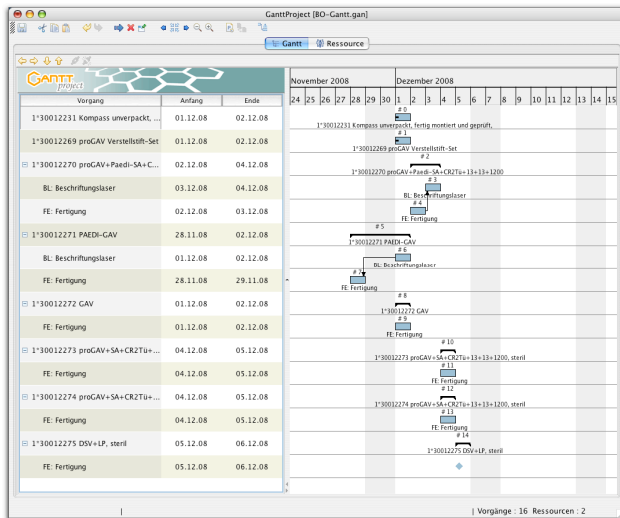 GanttProject [BO-Gantt.gan]
Gantt
Ressource
GANTT
project
November 2008
Dezember 2008
Vorgang Anfang Ende
24 25 26 27 28 29 30 1 2 3 4 5 6 7 8 9 10 11 12 13 14 15
1*30012231 Kompass unverpackt, ... 01.12.08 02.12.08
1*30012269 proGAV Verstellstift-Set 01.12.08 02.12.08
1*30012270 proGAV+Paedi-SA+C... 02.12.08 04.12.08
BL: Beschriftungslaser 03.12.08 04.12.08
FE: Fertigung 02.12.08 03.12.08
1*30012271 PAEDI-GAV 28.11.08 02.12.08
BL: Beschriftungslaser 01.12.08 02.12.08
FE: Fertigung 28.11.08 29.11.08
1*30012272 GAV 01.12.08 02.12.08
FE: Fertigung 01.12.08 02.12.08
1*30012273 proGAV+SA+CR2Tü+... 04.12.08 05.12.08
FE: Fertigung 04.12.08 05.12.08
1*30012274 proGAV+SA+CR2Tü+... 04.12.08 05.12.08
FE: Fertigung 04.12.08 05.12.08
1*30012275 DSV+LP, steril 05.12.08 06.12.08
FE: Fertigung 05.12.08 06.12.08
# 0
1*30012231 Kompass unverpackt, fertig montiert und geprüft,
# 1
1*30012269 proGAV Verstellstift-Set
# 2
1*30012270 proGAV+Paedi-SA+CR2Tü+13+13+1200
# 3
BL: Beschriftungslaser
# 4
FE: Fertigung
# 5
1*30012271 PAEDI-GAV
# 6
BL: Beschriftungslaser
# 7
FE: Fertigung
# 8
1*30012272 GAV
# 9
FE: Fertigung
# 10
1*30012273 proGAV+SA+CR2Tü+13+13+1200, steril
# 11
FE: Fertigung
# 12
1*30012274 proGAV+SA+CR2Tü+13+13+1200, steril
# 13
FE: Fertigung
# 14
1*30012275 DSV+LP, steril
| | Vorgänge : 16 Ressourcen : 2